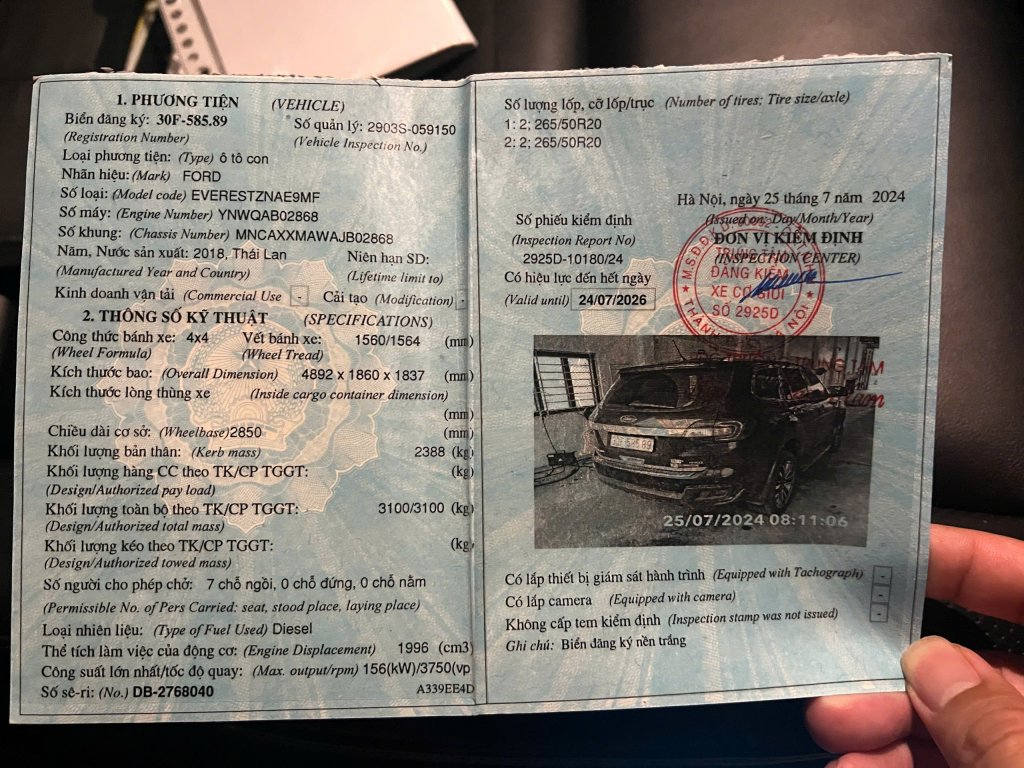 1. PHƯƠNG TIỆN (VEHICLE)
Biển đăng ký: 30F-585.89 Số quản lý: 2903S-059150
(Registration Number) (Vehicle Inspection No.)
Loại phương tiện: (Type) ô tô con
Nhãn hiệu: (Mark) FORD
Số loại: (Model code) EVERESTZNAE9MF
Số máy: (Engine Number) YNWQAB02868
Số khung: (Chassis Number) MNCAXXMAWAJB02868
Năm, Nước sản xuất: 2018, Thái Lan Niên hạn SD:
(Manufactured Year and Country) (Lifetime limit to)
Kinh doanh vận tải (Commercial Use - Cải tạo (Modification) -
2. THÔNG SỐ KỸ THUẬT (SPECIFICATIONS)
Công thức bánh xe: 4x4 Vết bánh xe: 1560/1564 (mm)
(Wheel Formula) (Wheel Tread)
Kích thước bao: (Overall Dimension) 4892 x 1860 x 1837 (mm)
Kích thước lòng thùng xe (Inside cargo container dimension)
(mm)
Chiều dài cơ sở: (Wheelbase)2850 (mm)
Khối lượng bản thân: (Kerb mass) 2388 (kg)
Khối lượng hàng CC theo TK/CP TGGT: (kg)
(Design/Authorized pay load)
Khối lượng toàn bộ theo TK/CP TGGT: 3100/3100 (kg)
(Design/Authorized total mass)
Khối lượng kéo theo TK/CP TGGT: (kg)
(Design/Authorized towed mass)
Số người cho phép chở: 7 chỗ ngồi, 0 chỗ đứng, 0 chỗ nằm
(Permissible No. of Pers Carried: seat, stood place, laying place)
Loại nhiên liệu: (Type of Fuel Used) Diesel
Thể tích làm việc của động cơ: (Engine Displacement) 1996 (cm3)
Công suất lớn nhất/tốc độ quay: (Max. output/rpm) 156(kW)/3750(vp
Số sê-ri: (No.) DB-2768040 A339EE4D
Số lượng lốp, cỡ lốp/trục (Number of tires; Tire size/axle)
1: 2; 265/50R20
2: 2; 265/50R20
Hà Nội, ngày 25 tháng 7 năm 2024
(Issued on: Day/Month/Year)
Số phiếu kiểm định
(Inspection Report No)
2925D-10180/24
ĐƠN VỊ KIỂM ĐỊNH
(INSPECTION CENTER)
Có hiệu lực đến hết ngày
(Valid until) 24/07/2026
TRUNG TÂM
ĐĂNG KIỂM
XE CƠ GIỚI
SỐ 2925D
25/07/2024 08:11:06
Có lắp thiết bị giám sát hành trình (Equipped with Tachograph) -
Có lắp camera (Equipped with camera) -
Không cấp tem kiểm định (Inspection stamp was not issued) -
Ghi chú: Biển đăng ký nền trắng